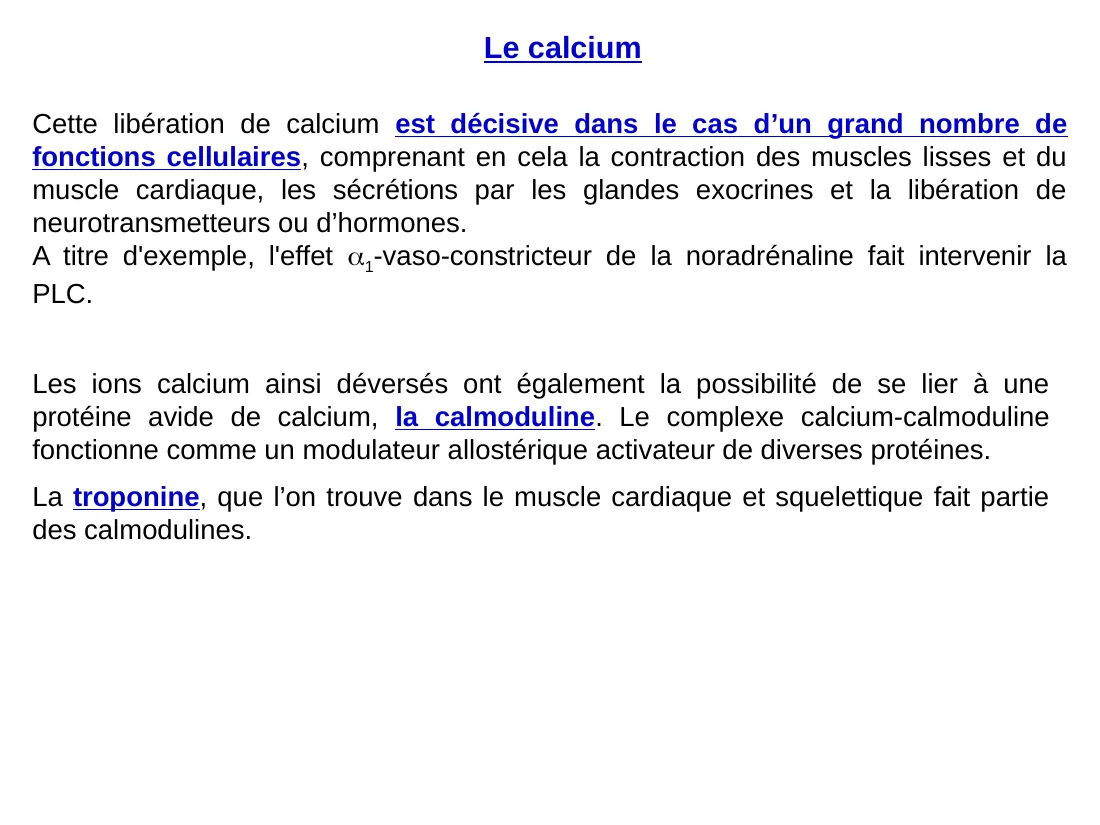 Le calcium
Cette libération de calcium est décisive dans le cas d’un grand nombre de
fonctions cellulaires, comprenant en cela la contraction des muscles lisses et du
muscle cardiaque, les sécrétions par les glandes exocrines et la libération de
neurotransmetteurs ou d’hormones.
A titre d'exemple, l'effet α1-vaso-constricteur de la noradrénaline fait intervenir la
PLC.
Les ions calcium ainsi déversés ont également la possibilité de se lier à une
protéine avide de calcium, la calmoduline. Le complexe calcium-calmoduline
fonctionne comme un modulateur allostérique activateur de diverses protéines.
La troponine, que l’on trouve dans le muscle cardiaque et squelettique fait partie
des calmodulines.